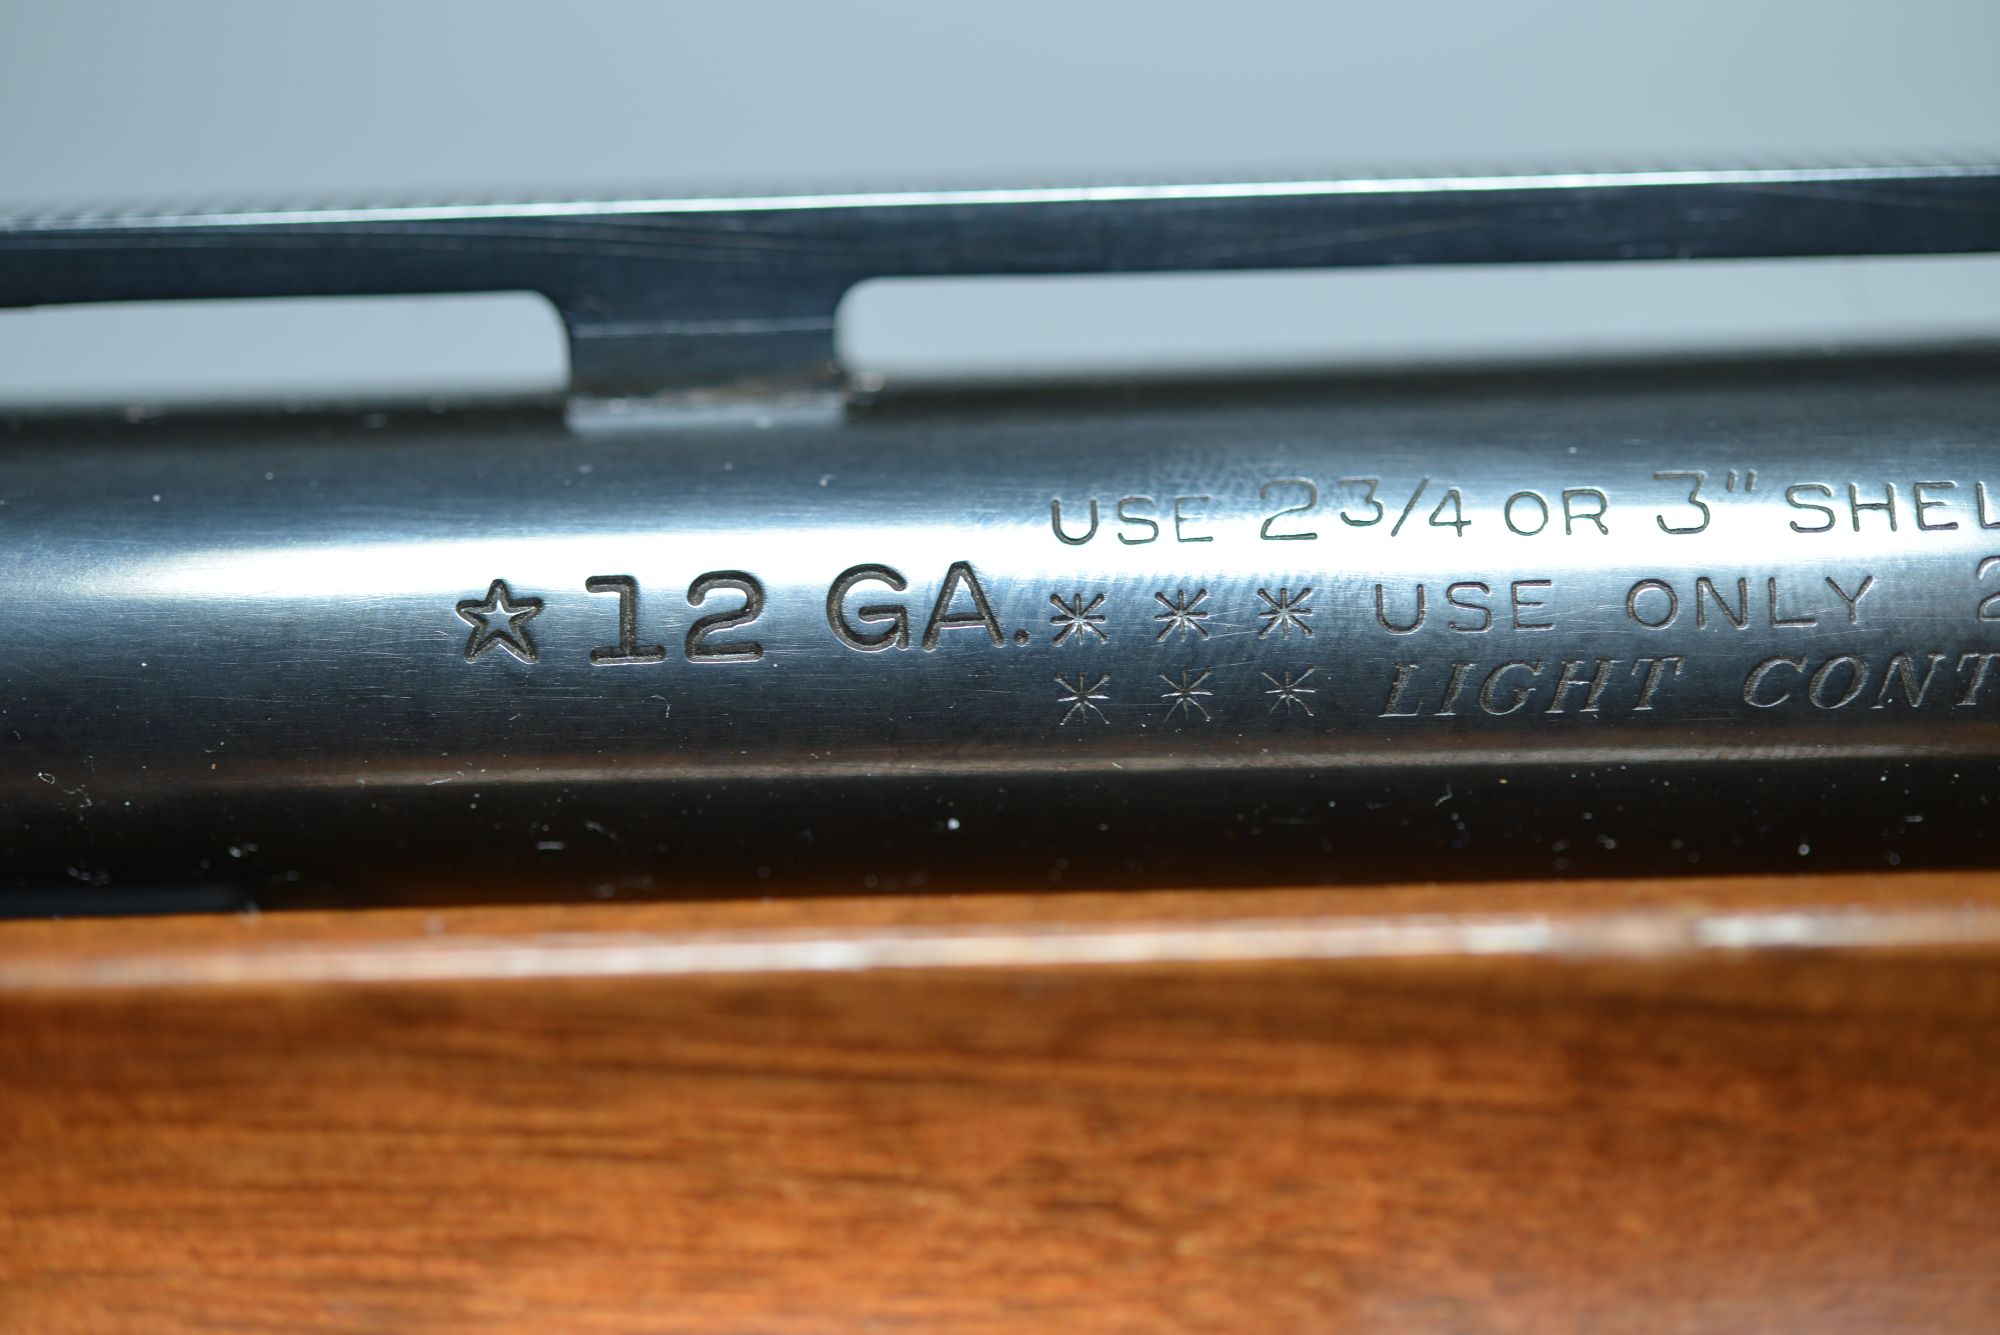 USE 2 3/4 OR 3" SHEL
☆ 12 GA. * * * USE ONLY 2
* * * LIGHT CONT